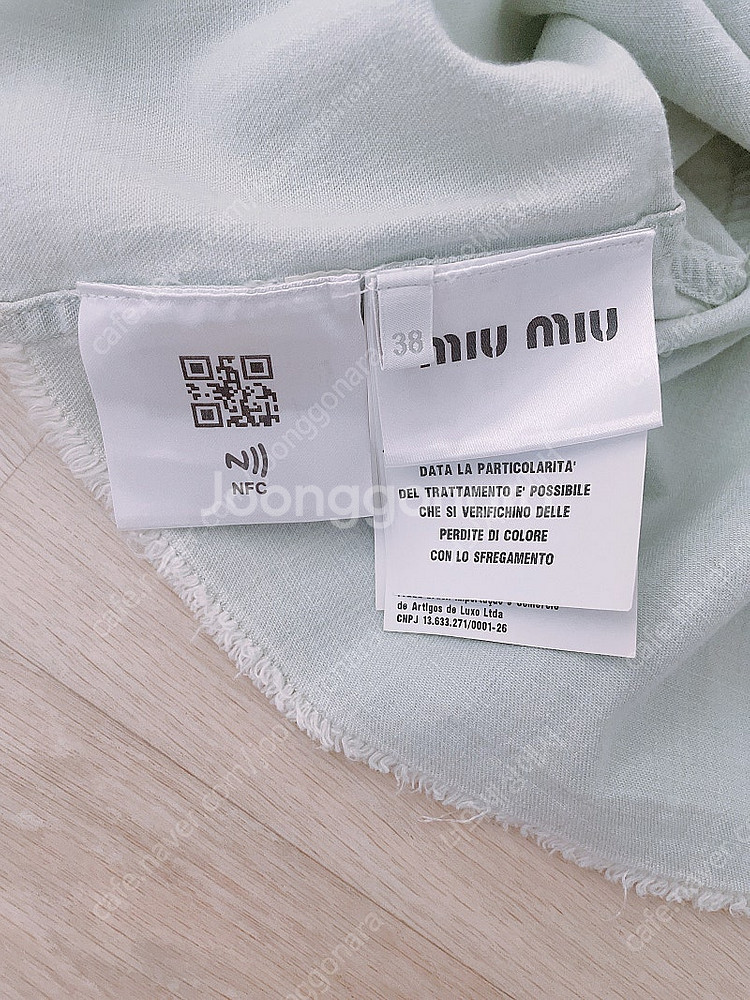 38
miu miu
NFC
DATA LA PARTICOLARITA'
DEL TRATTAMENTO E' POSSIBILE
CHE SI VERIFICHINO DELLE
PERDITE DI COLORE
CON LO SFREGAMENTO
de Artigos de Luxo Ltda
CNPJ 13.633.271/0001-26
Joonggonara